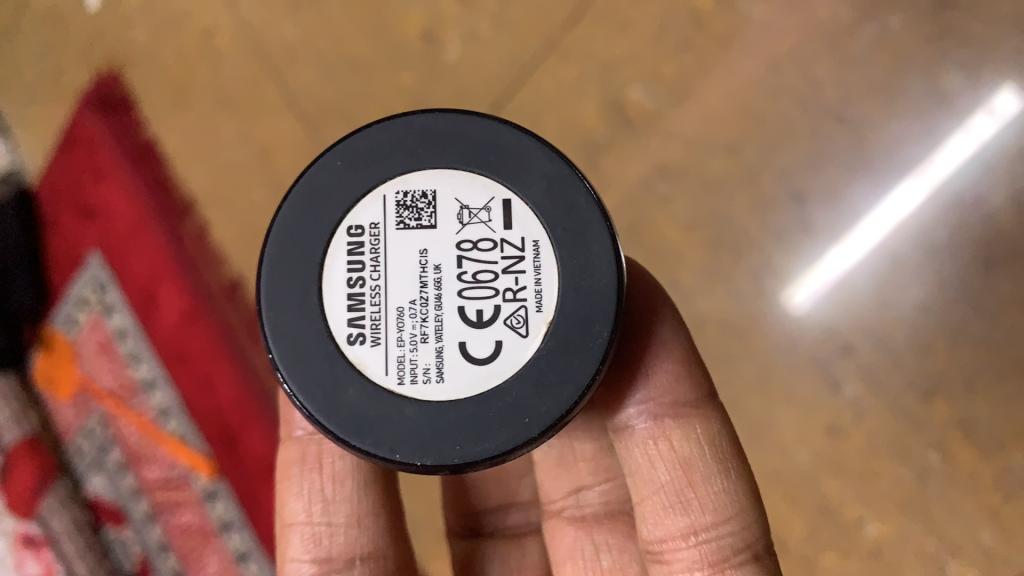 SAMSUNG
WIRELESS CHARGER
MODEL: EP-YO760
INPUT: 5.0V ⎓; 0.7A
S/N: RF7KC0Z7MTHCIS
SAMSUNG, YATELEY, GU46 6GG, UK
CE0678
R-NZ
MADE IN VIETNAM